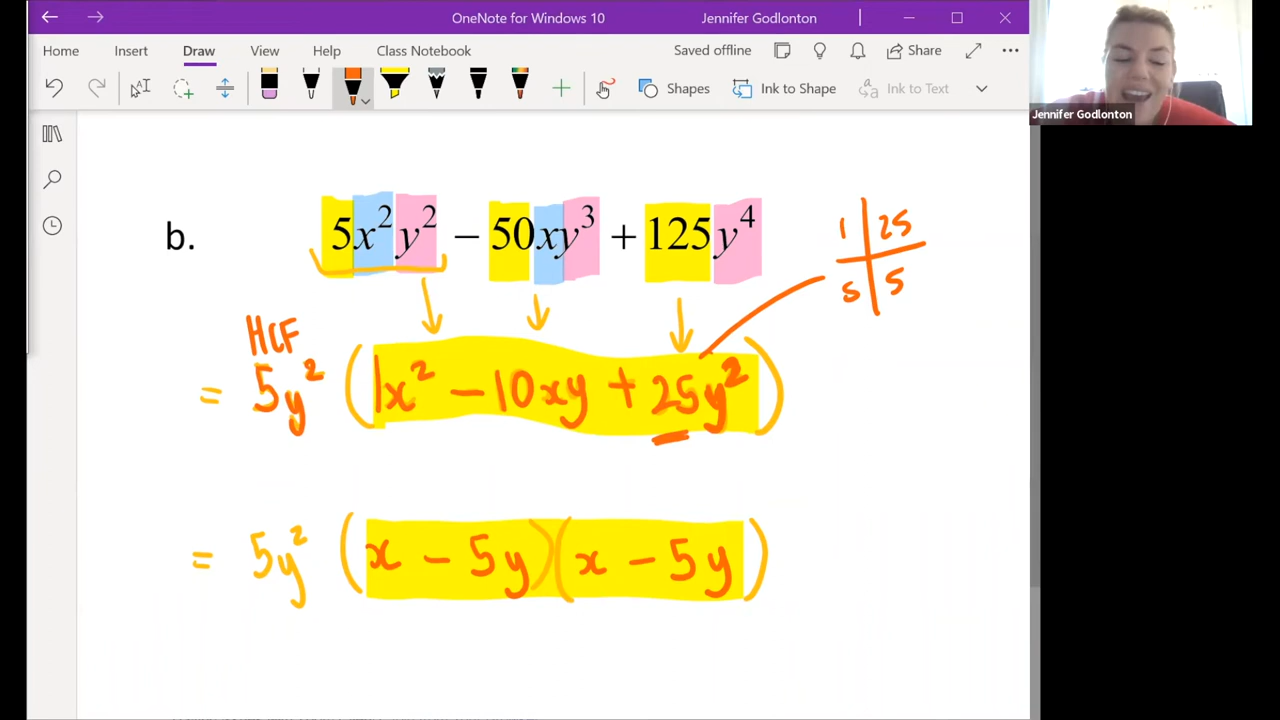 OneNote for Windows 10
Jennifer Godlonton
Home Insert Draw View Help Class Notebook
Saved offline
Share
Shapes
Ink to Shape
Ink to Text
Jennifer Godlonton
b. 5x²y² − 50xy³ + 125y⁴
1 | 25
5 | 5
HCF
= 5y² (1x² − 10xy + 25y²)
= 5y² (x − 5y)(x − 5y)